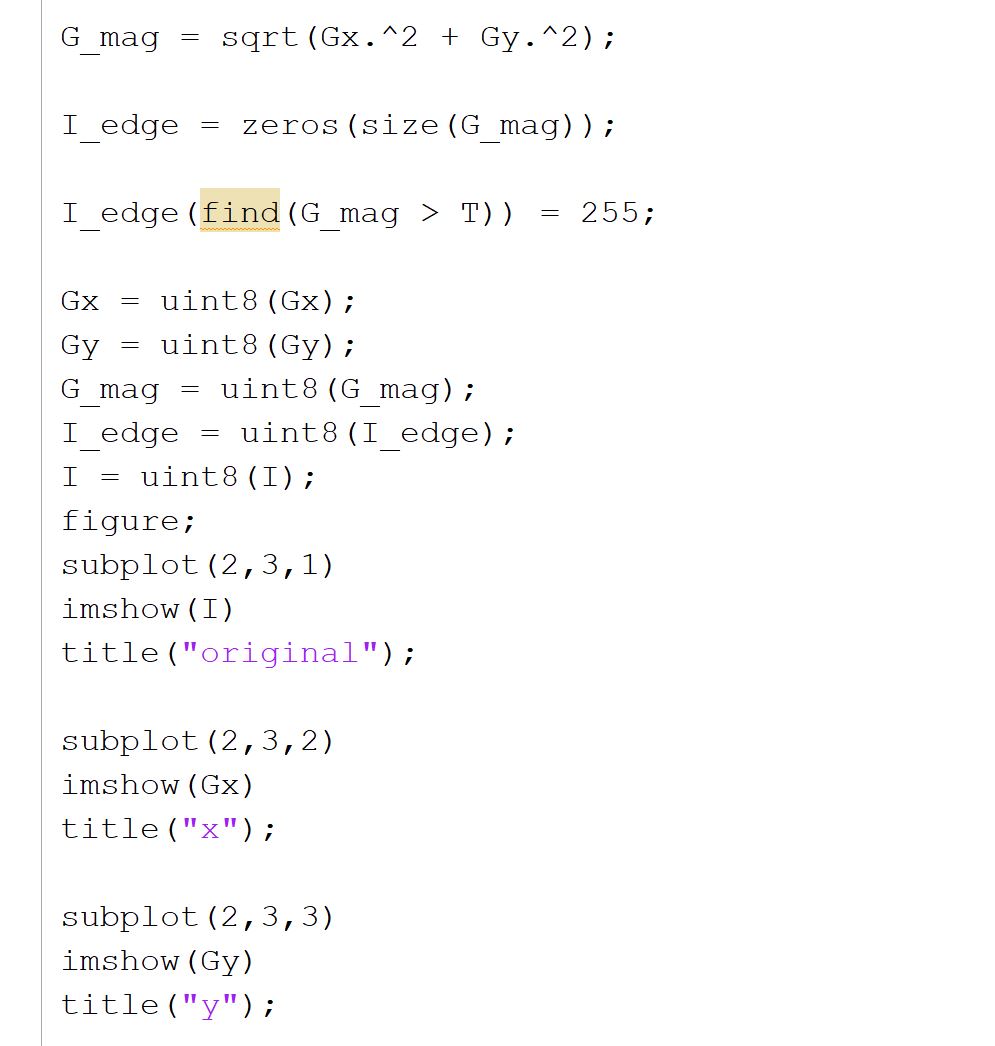 G_mag = sqrt(Gx.^2 + Gy.^2);
I_edge = zeros(size(G_mag));
I_edge(find(G_mag > T)) = 255;
Gx = uint8(Gx);
Gy = uint8(Gy);
G_mag = uint8(G_mag);
I_edge = uint8(I_edge);
I = uint8(I);
figure;
subplot(2,3,1)
imshow(I)
title("original");
subplot(2,3,2)
imshow(Gx)
title("x");
subplot(2,3,3)
imshow(Gy)
title("y");